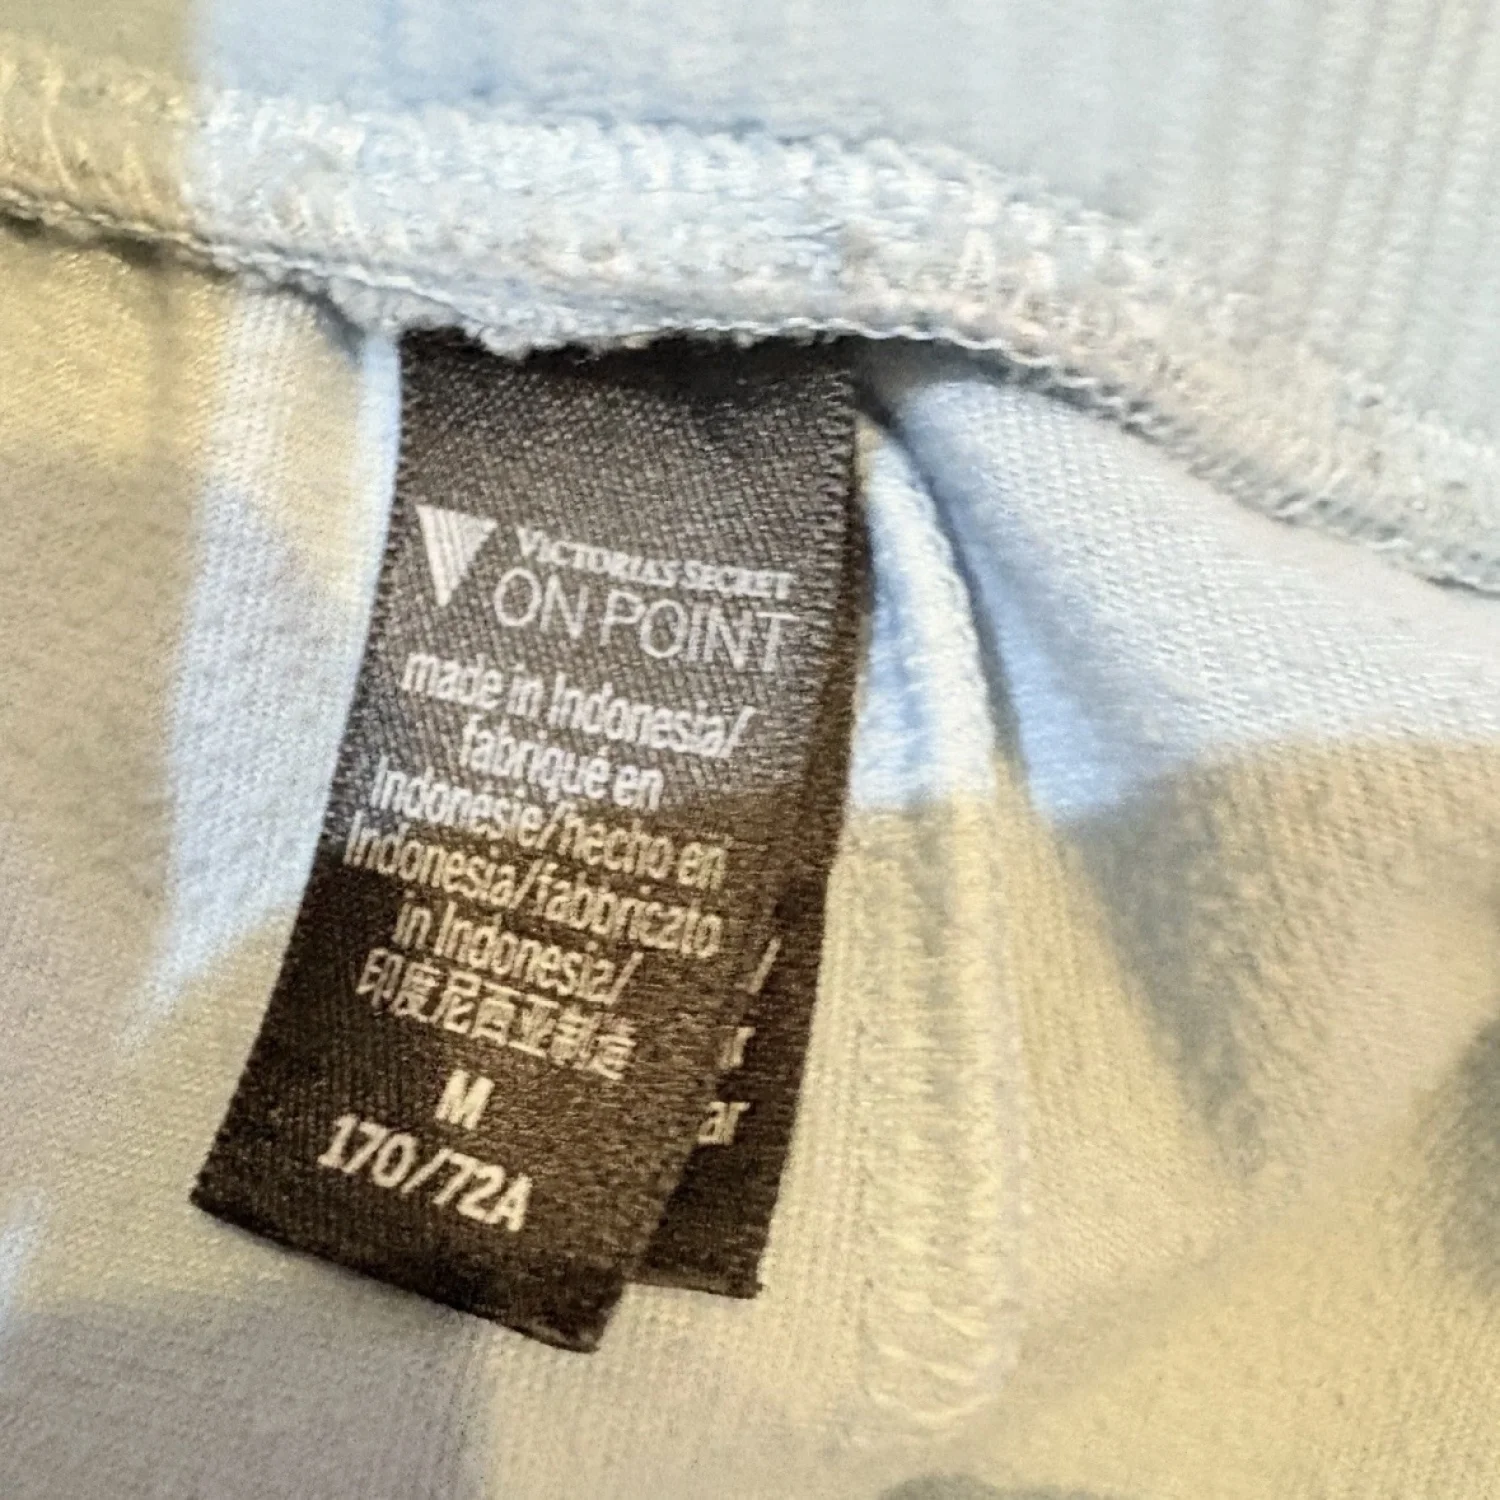 VICTORIA'S SECRET
ON POINT
made in Indonesia/
fabriqué en
Indonésie/hecho en
Indonesia/fabbricato
in Indonesia/
印度尼西亚制造
M
170/72A
/
ar